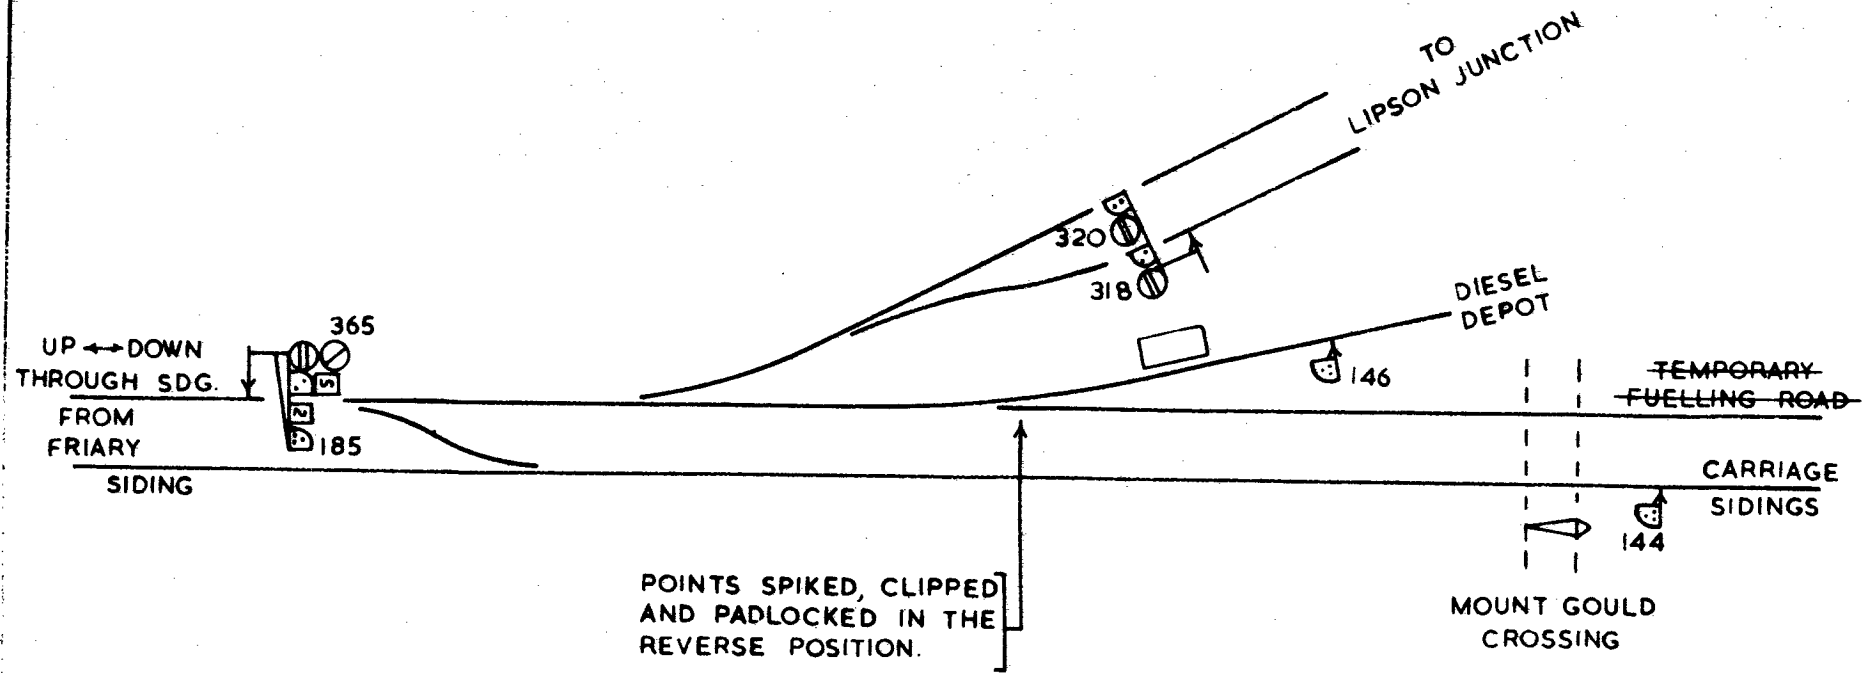 TO
LIPSON JUNCTION
320
318
DIESEL
DEPOT
365
UP ↔ DOWN
THROUGH SDG.
FROM
FRIARY
SIDING
S
2
185
146
TEMPORARY
FUELLING ROAD
CARRIAGE
SIDINGS
144
POINTS SPIKED, CLIPPED
AND PADLOCKED IN THE
REVERSE POSITION.
MOUNT GOULD
CROSSING